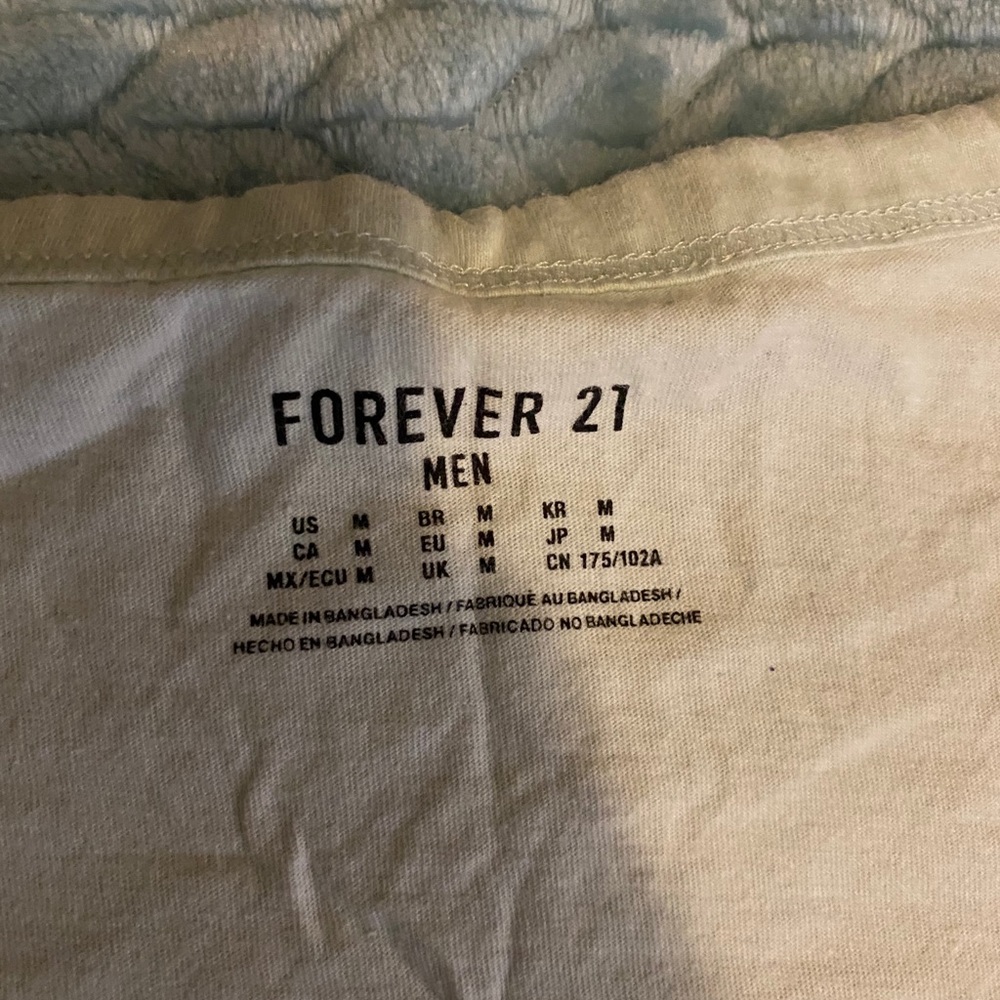 FOREVER 21
MEN
US M BR M KR M
CA M EU M JP M
MX/ECU M UK M CN 175/102A
MADE IN BANGLADESH / FABRIQUÉ AU BANGLADESH /
HECHO EN BANGLADESH / FABRICADO NO BANGLADECHE